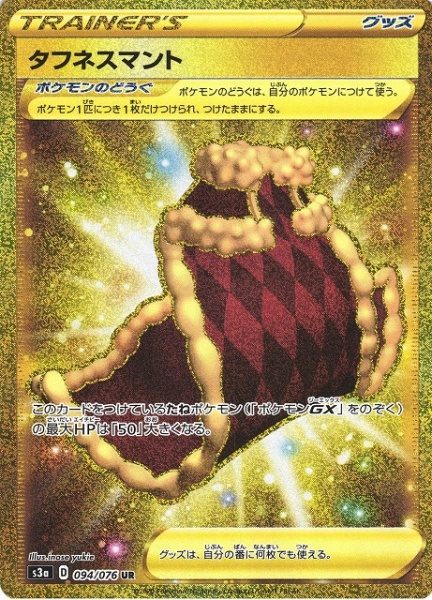 TRAINER'S
グッズ
タフネスマント
ポケモンのどうぐ
ポケモンのどうぐは、自分のポケモンにつけて使う。
ポケモン1匹につき1枚だけつけられ、つけたままにする。
このカードをつけているたねポケモン(「ポケモンGX」をのぞく)
の最大HPは「50」大きくなる。
グッズは、自分の番に何枚でも使える。
Illus. inose yukie
s3a D 094/076 UR